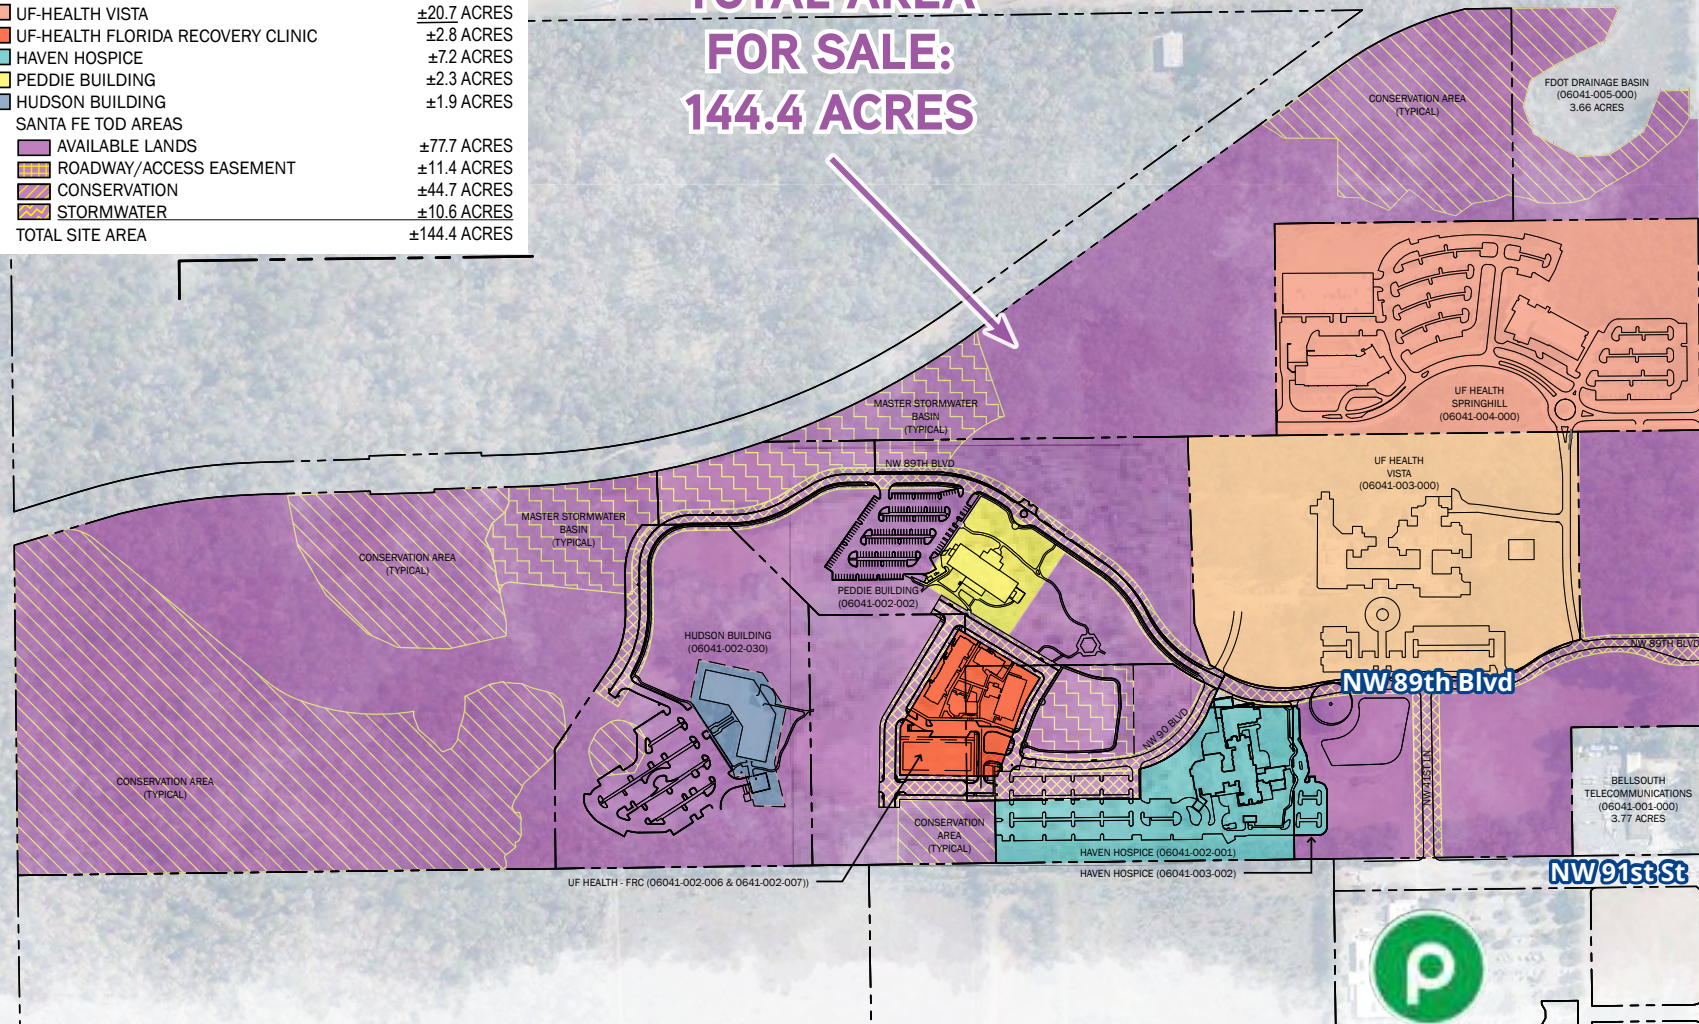 UF-HEALTH VISTA ±20.7 ACRES
UF-HEALTH FLORIDA RECOVERY CLINIC ±2.8 ACRES
HAVEN HOSPICE ±7.2 ACRES
PEDDIE BUILDING ±2.3 ACRES
HUDSON BUILDING ±1.9 ACRES
SANTA FE TOD AREAS
AVAILABLE LANDS ±77.7 ACRES
ROADWAY/ACCESS EASEMENT ±11.4 ACRES
CONSERVATION ±44.7 ACRES
STORMWATER ±10.6 ACRES
TOTAL SITE AREA ±144.4 ACRES
TOTAL AREA
FOR SALE:
144.4 ACRES
CONSERVATION AREA
(TYPICAL)
FDOT DRAINAGE BASIN
(06041-005-000)
3.66 ACRES
UF HEALTH
SPRINGHILL
(06041-004-000)
MASTER STORMWATER
BASIN
(TYPICAL)
NW 89TH BLVD
UF HEALTH
VISTA
(06041-003-000)
MASTER STORMWATER
BASIN
(TYPICAL)
CONSERVATION AREA
(TYPICAL)
PEDDIE BUILDING
(06041-002-002)
HUDSON BUILDING
(06041-002-030)
NW 89TH BLVD
NW 89th Blvd
NW 90 BLVD
NW 41ST LN
CONSERVATION AREA
(TYPICAL)
BELLSOUTH
TELECOMMUNICATIONS
(06041-001-000)
3.77 ACRES
CONSERVATION
AREA
(TYPICAL)
HAVEN HOSPICE (06041-002-001)
HAVEN HOSPICE (06041-003-002)
UF HEALTH - FRC (06041-002-006 & 0641-002-007))
NW 91st St
p